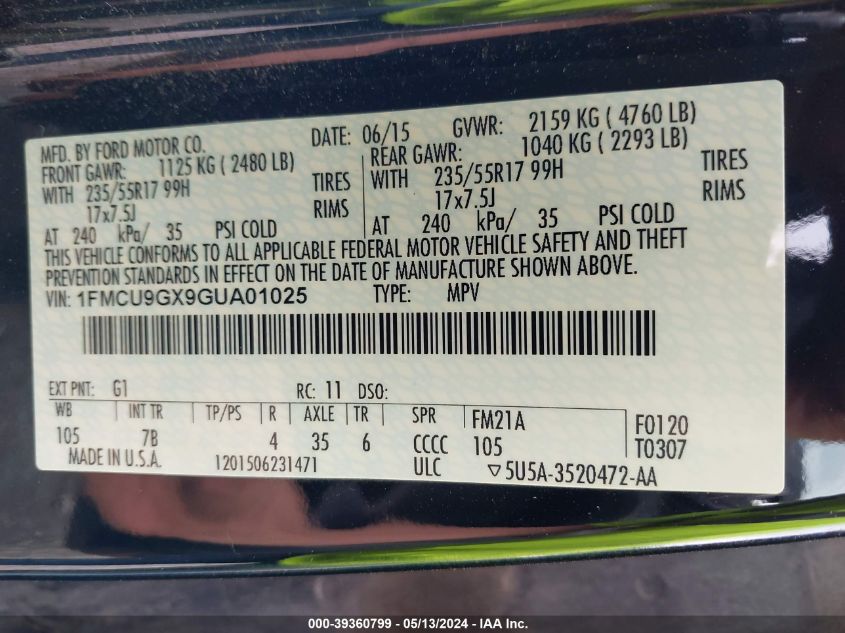 MFD. BY FORD MOTOR CO. DATE: 06/15 GVWR: 2159 KG ( 4760 LB)
FRONT GAWR: 1125 KG ( 2480 LB) REAR GAWR: 1040 KG ( 2293 LB)
WITH 235/55R17 99H TIRES WITH 235/55R17 99H TIRES
17x7.5J RIMS 17x7.5J RIMS
AT 240 kPa/ 35 PSI COLD AT 240 kPa/ 35 PSI COLD
THIS VEHICLE CONFORMS TO ALL APPLICABLE FEDERAL MOTOR VEHICLE SAFETY AND THEFT
PREVENTION STANDARDS IN EFFECT ON THE DATE OF MANUFACTURE SHOWN ABOVE.
VIN: 1FMCU9GX9GUA01025 TYPE: MPV
EXT PNT: G1 RC: 11 DSO:
WB INT TR TP/PS R AXLE TR SPR FM21A F0120
105 7B 4 35 6 CCCC 105 T0307
MADE IN U.S.A. 1201506231471 ULC ▽5U5A-3520472-AA
000-39360799 - 05/13/2024 - IAA Inc.